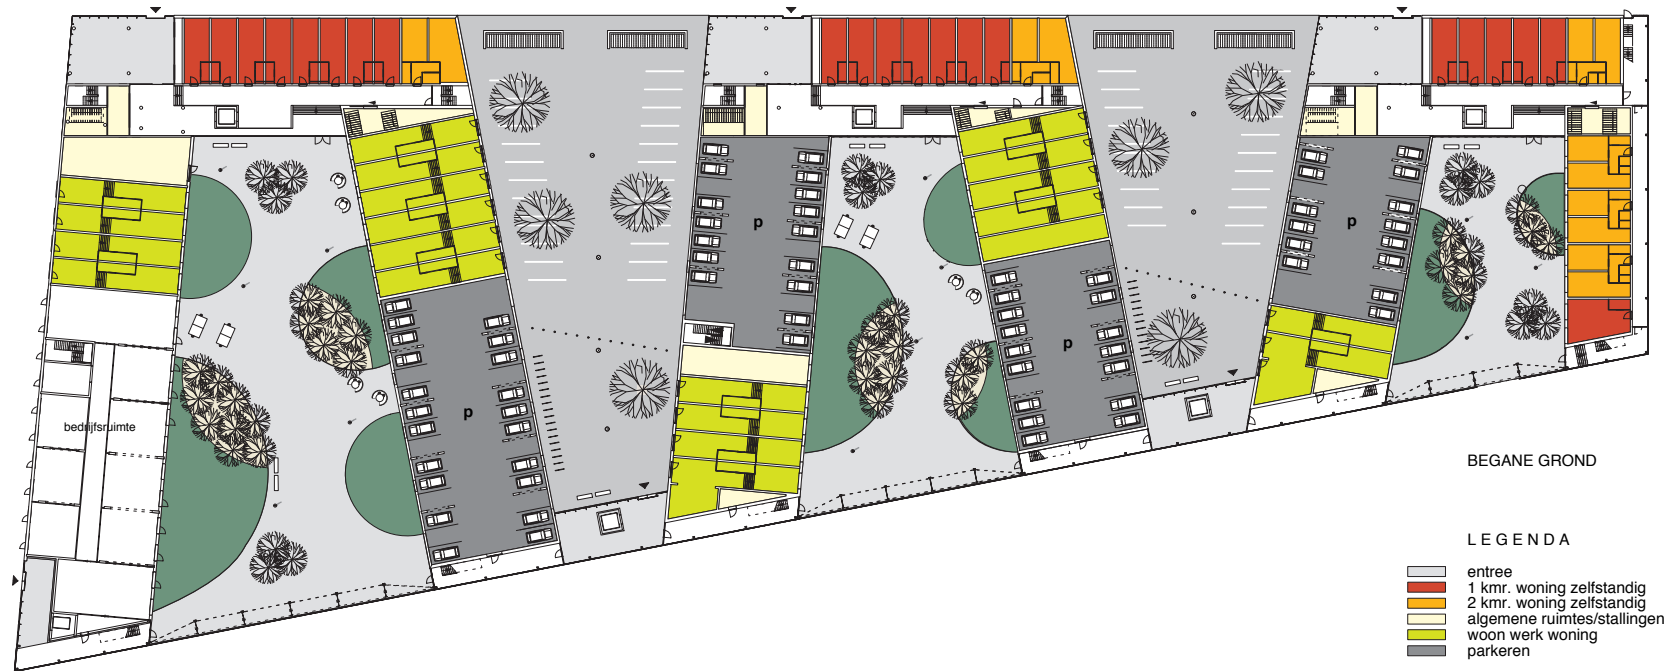 p
p
p
p
bedrijfsruimte
BEGANE GROND
LEGENDA
entree
1 kmr. woning zelfstandig
2 kmr. woning zelfstandig
algemene ruimtes/stallingen
woon werk woning
parkeren